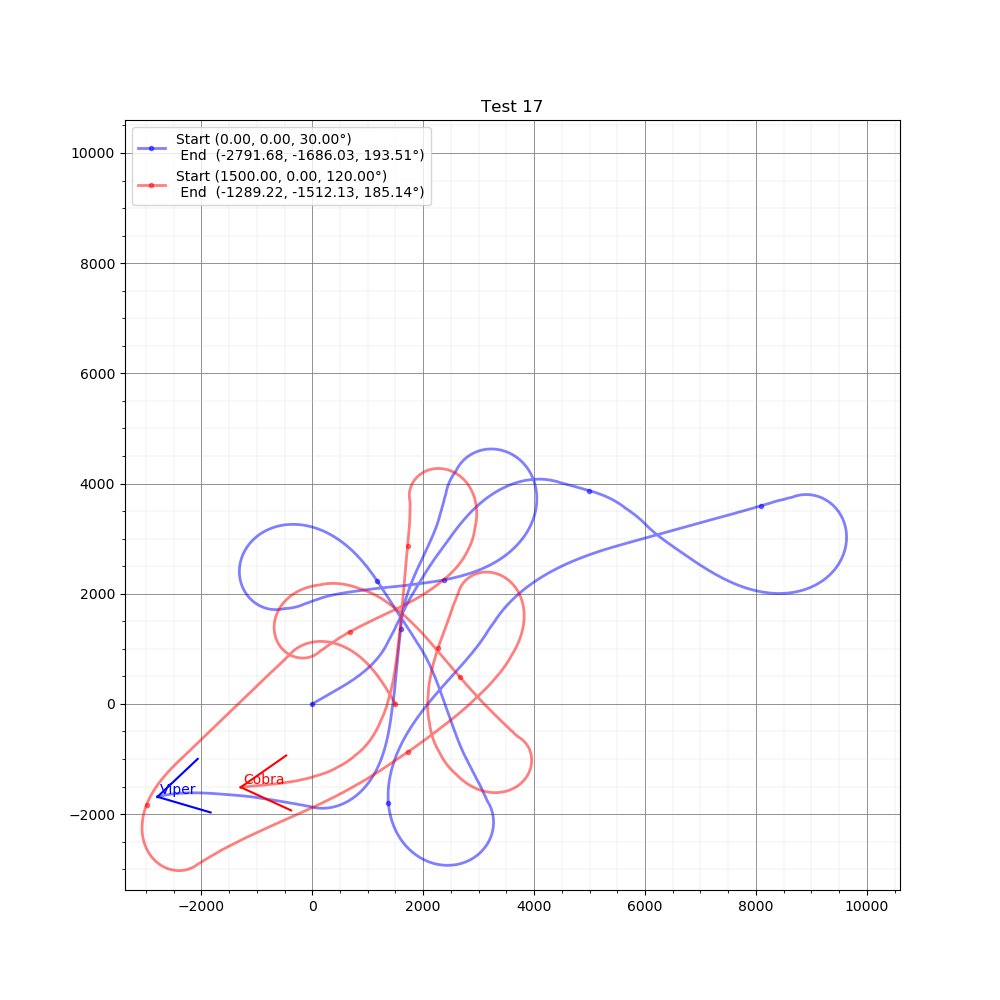 Test 17
Start (0.00, 0.00, 30.00°)
End (-2791.68, -1686.03, 193.51°)
Start (1500.00, 0.00, 120.00°)
End (-1289.22, -1512.13, 185.14°)
10000
8000
6000
4000
2000
0
−2000
Viper
Cobra
−2000
0
2000
4000
6000
8000
10000